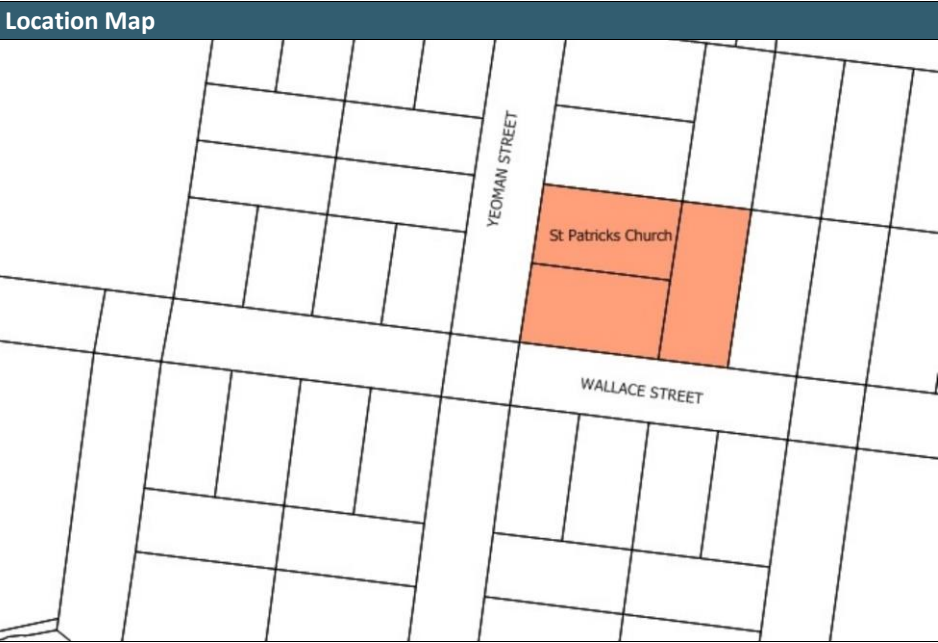 Location Map
YEOMAN STREET
St Patricks Church
WALLACE STREET